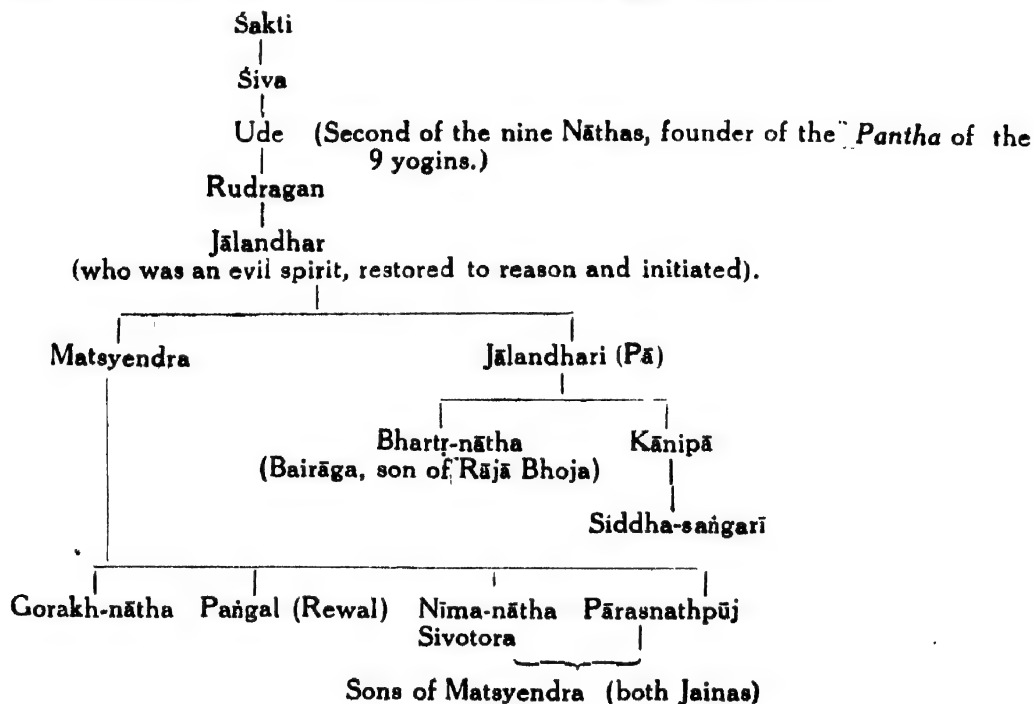 Śakti
Śiva
Ude (Second of the nine Nāthas, founder of the Pantha of the
9 yogins.)
Rudragan
Jālandhar
(who was an evil spirit, restored to reason and initiated).
Matsyendra Jālandhari (Pā)
Bhartṛ-nātha Kānipā
(Bairāga, son of Rājā Bhoja)
Siddha-saṅgarī
Gorakh-nātha Paṅgal (Rewal) Nīma-nātha Pārasnathpūj
Sivotora
Sons of Matsyendra (both Jainas)